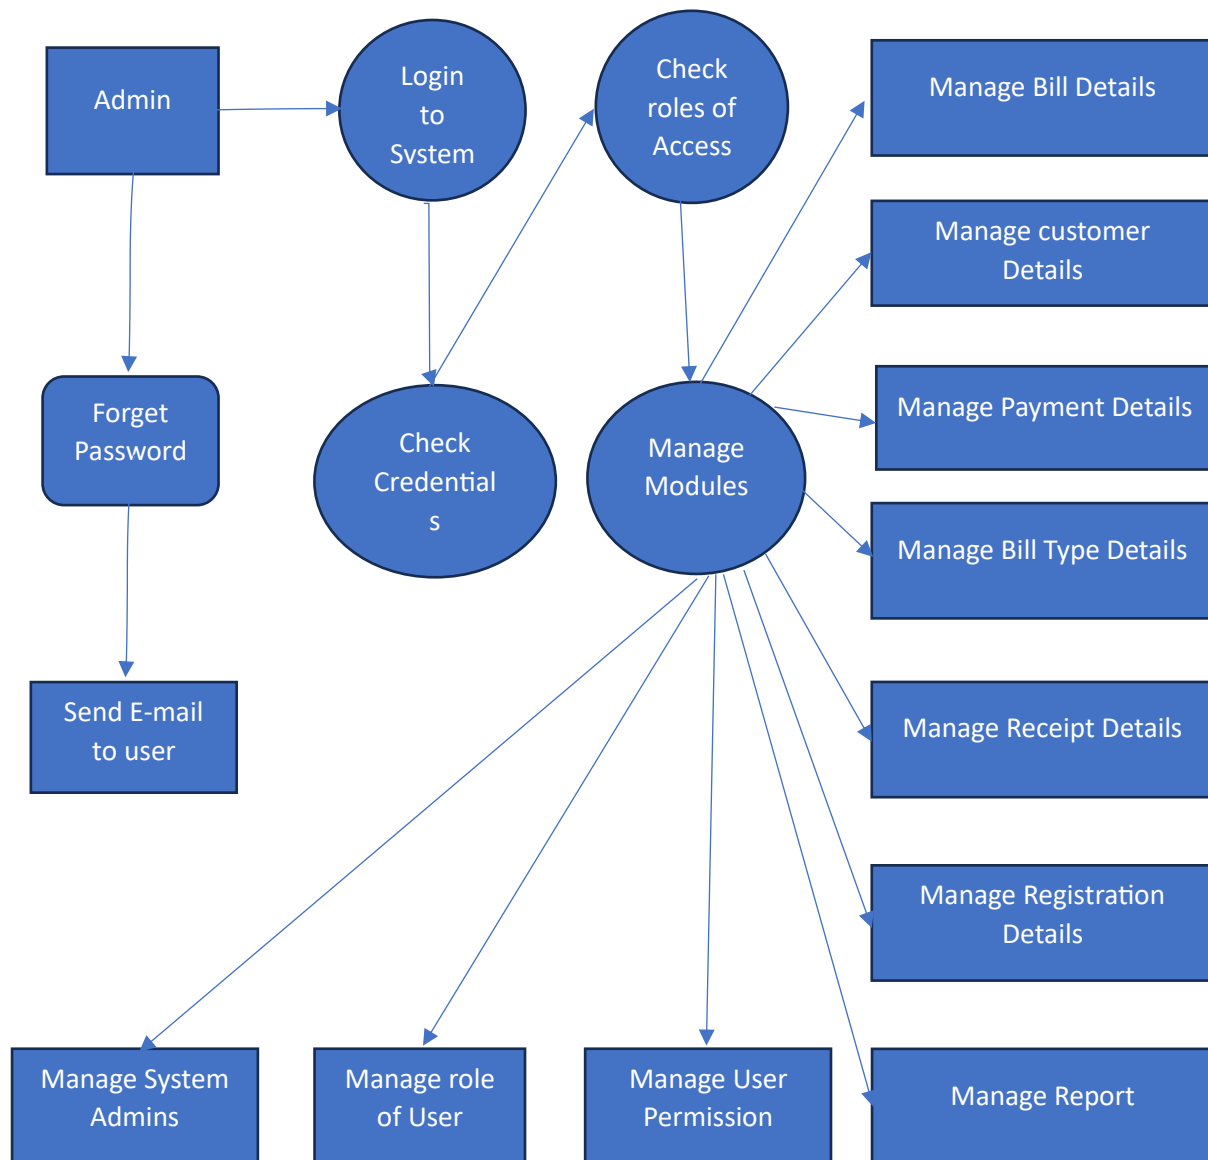 Admin
Login
to
System
Check
roles of
Access
Manage Bill Details
Manage customer
Details
Forget
Password
Check
Credential
s
Manage
Modules
Manage Payment Details
Manage Bill Type Details
Send E-mail
to user
Manage Receipt Details
Manage Registration
Details
Manage System
Admins
Manage role
of User
Manage User
Permission
Manage Report